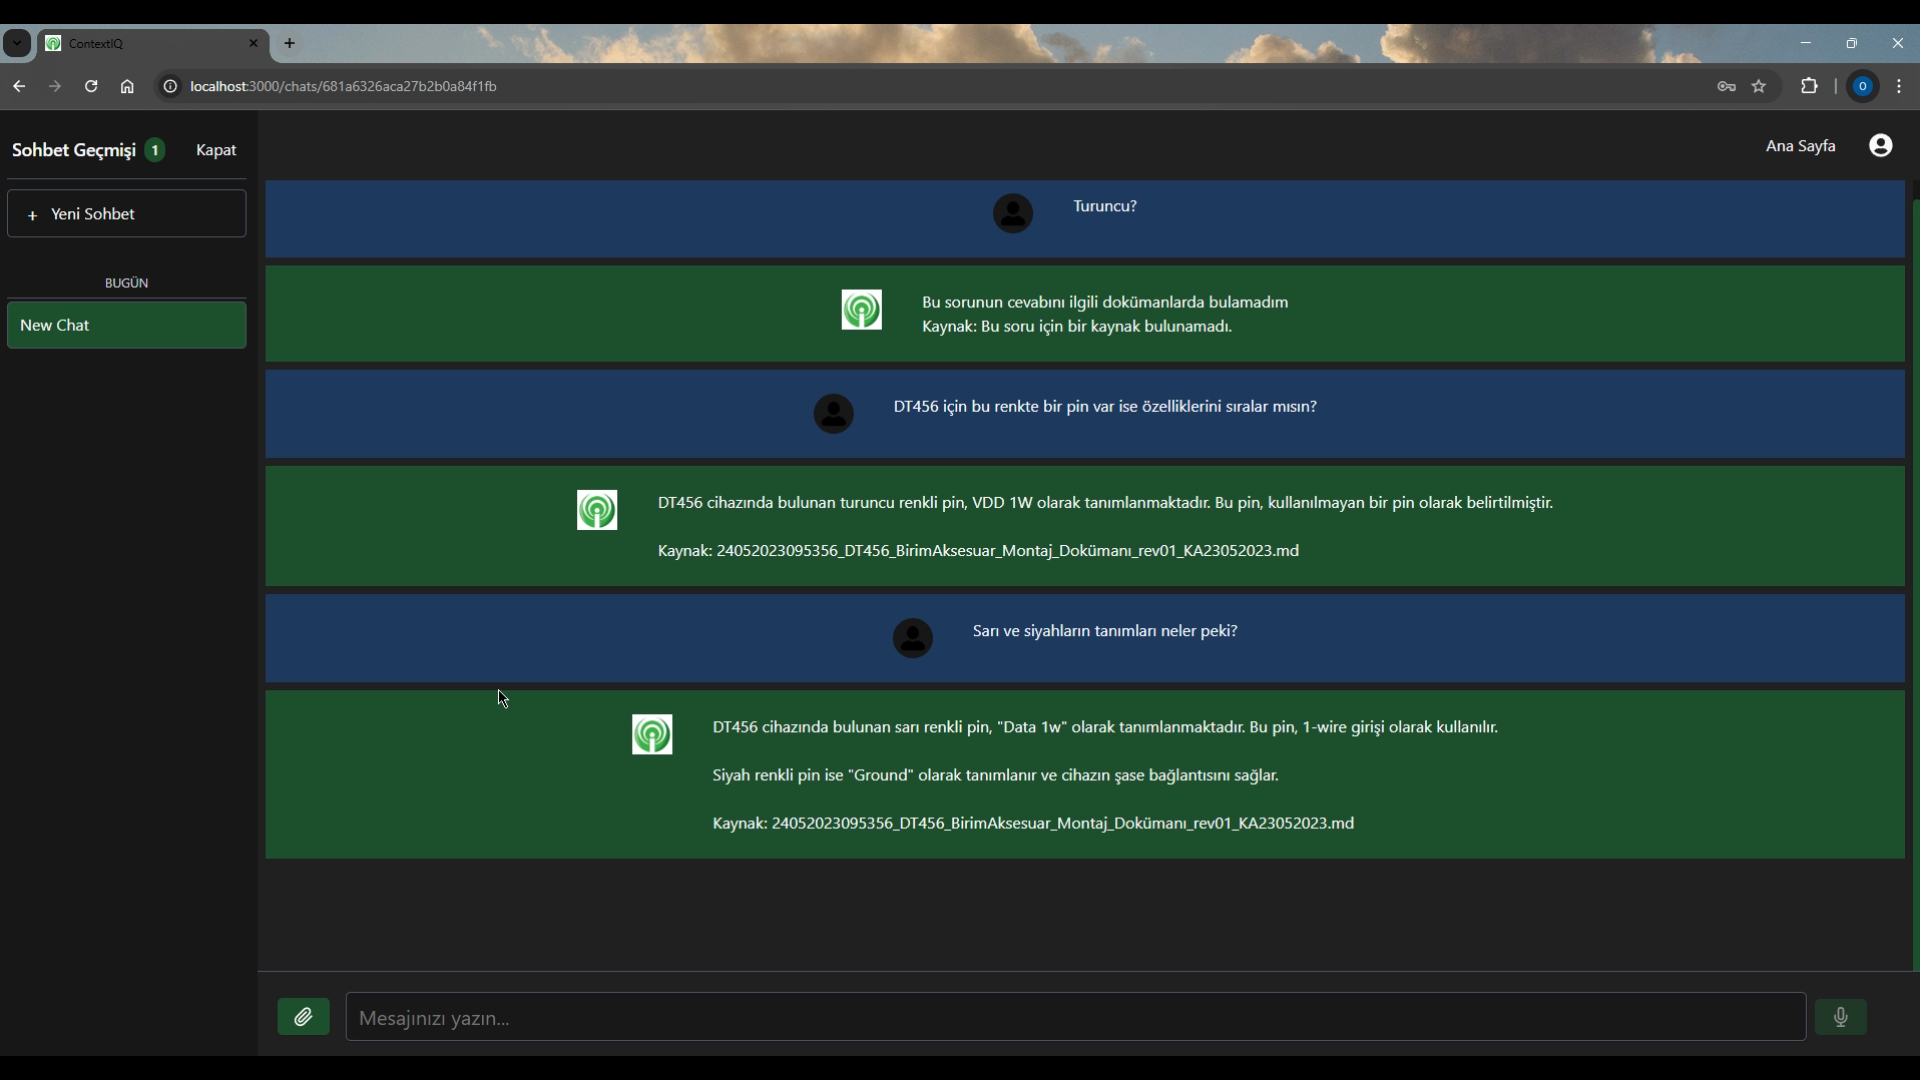 ContextIQ
localhost:3000/chats/681a6326aca27b2b0a84f1fb
O
Sohbet Geçmişi 1 Kapat
Ana Sayfa
+ Yeni Sohbet
BUGÜN
New Chat
Turuncu?
Bu sorunun cevabını ilgili dokümanlarda bulamadım
Kaynak: Bu soru için bir kaynak bulunamadı.
DT456 için bu renkte bir pin var ise özelliklerini sıralar mısın?
DT456 cihazında bulunan turuncu renkli pin, VDD 1W olarak tanımlanmaktadır. Bu pin, kullanılmayan bir pin olarak belirtilmiştir.
Kaynak: 24052023095356_DT456_BirimAksesuar_Montaj_Dokümanı_rev01_KA23052023.md
Sarı ve siyahların tanımları neler peki?
DT456 cihazında bulunan sarı renkli pin, "Data 1w" olarak tanımlanmaktadır. Bu pin, 1-wire girişi olarak kullanılır.
Siyah renkli pin ise "Ground" olarak tanımlanır ve cihazın şase bağlantısını sağlar.
Kaynak: 24052023095356_DT456_BirimAksesuar_Montaj_Dokümanı_rev01_KA23052023.md
Mesajınızı yazın...